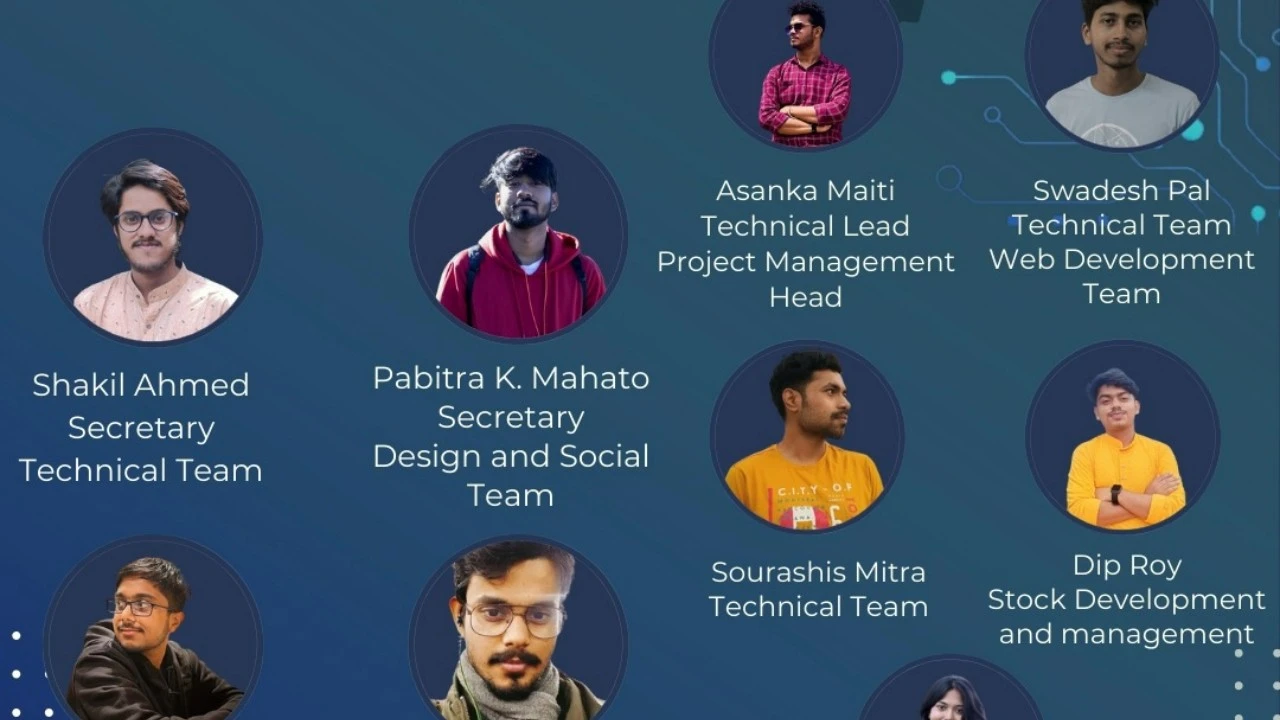 Asanka Maiti
Technical Lead
Project Management
Head
Swadesh Pal
Technical Team
Web Development
Team
Shakil Ahmed
Secretary
Technical Team
Pabitra K. Mahato
Secretary
Design and Social
Team
C.I.T.Y - O.F
Sourashis Mitra
Technical Team
Dip Roy
Stock Development
and management